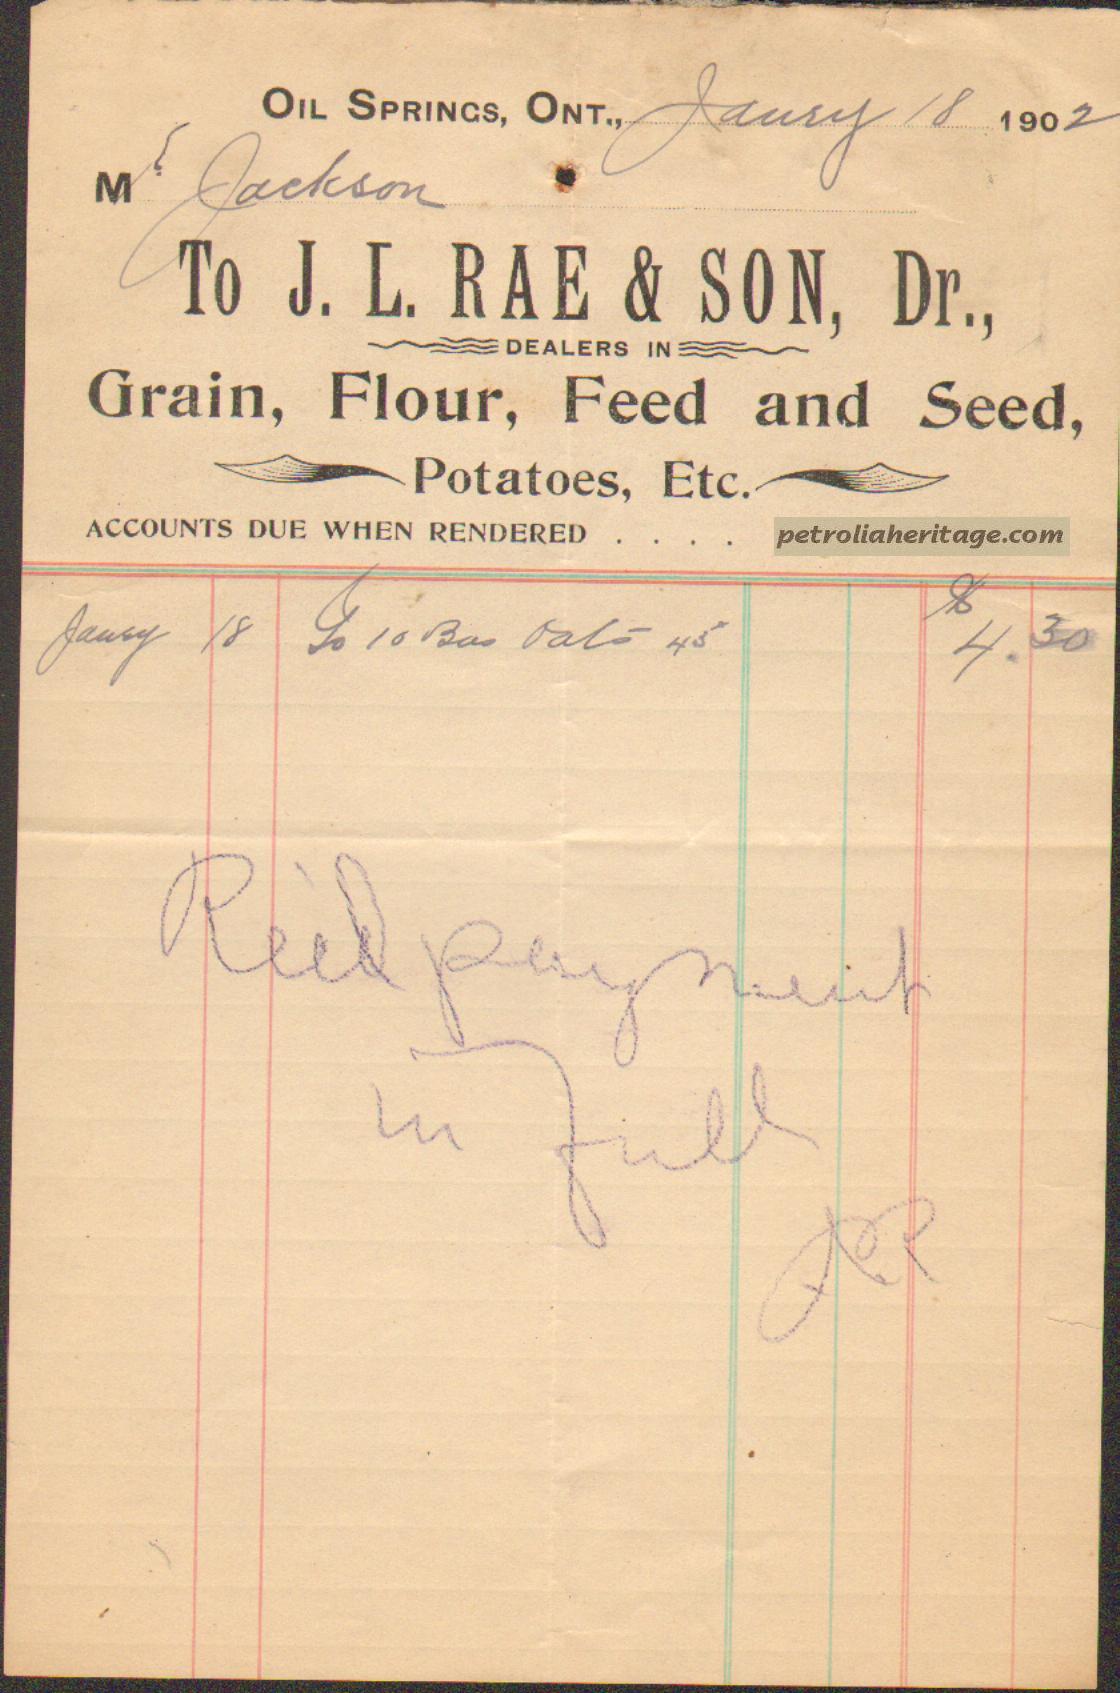 OIL SPRINGS, ONT., Janury 18 1902
Mr Jackson
To J. L. RAE & SON, Dr.,
DEALERS IN
Grain, Flour, Feed and Seed,
Potatoes, Etc.
ACCOUNTS DUE WHEN RENDERED . . . .
petroliaheritage.com
$
Janry 18 To 10 Bus Oats 43 4.30
Rec'd payment
in full